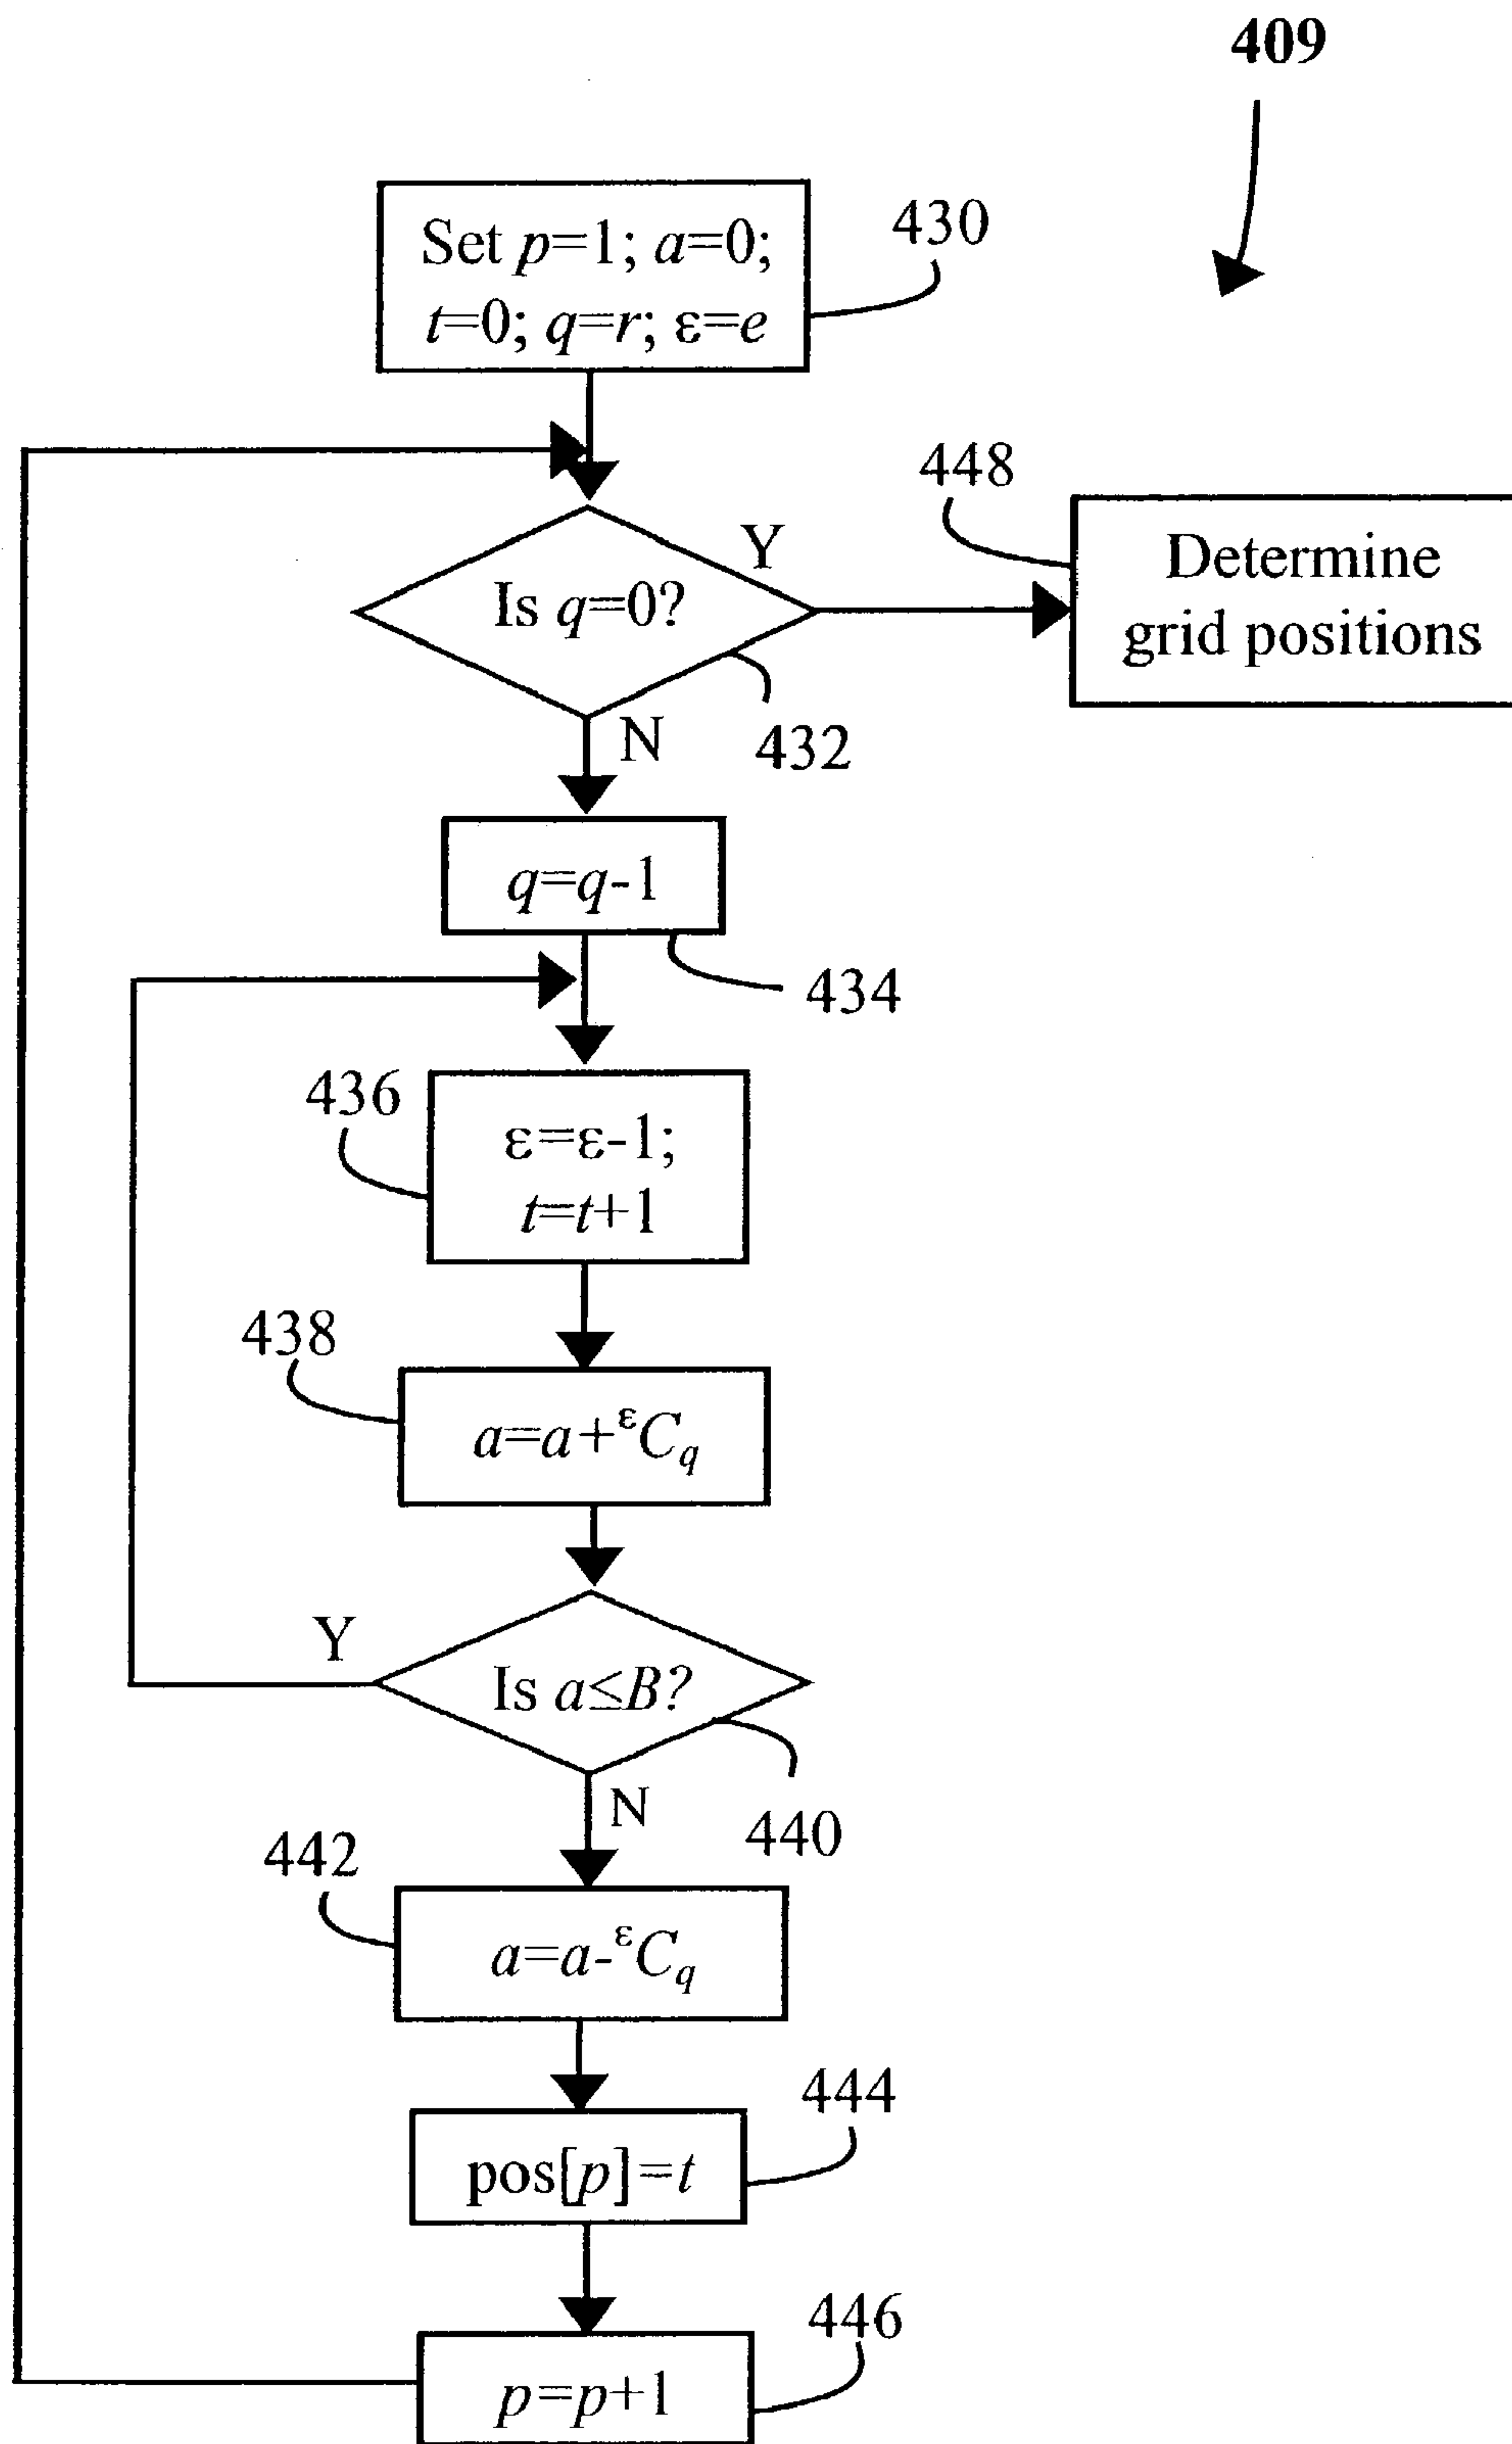 409
Set p=1; a=0;
t=0; q=r; ε=e
430
448
Determine
grid positions
Y
Is q=0?
N
432
q=q-1
434
436
ε=ε-1;
t=t+1
438
a=a+εCq
Y
Is a≤B?
N
440
442
a=a-εCq
444
pos[p]=t
446
p=p+1